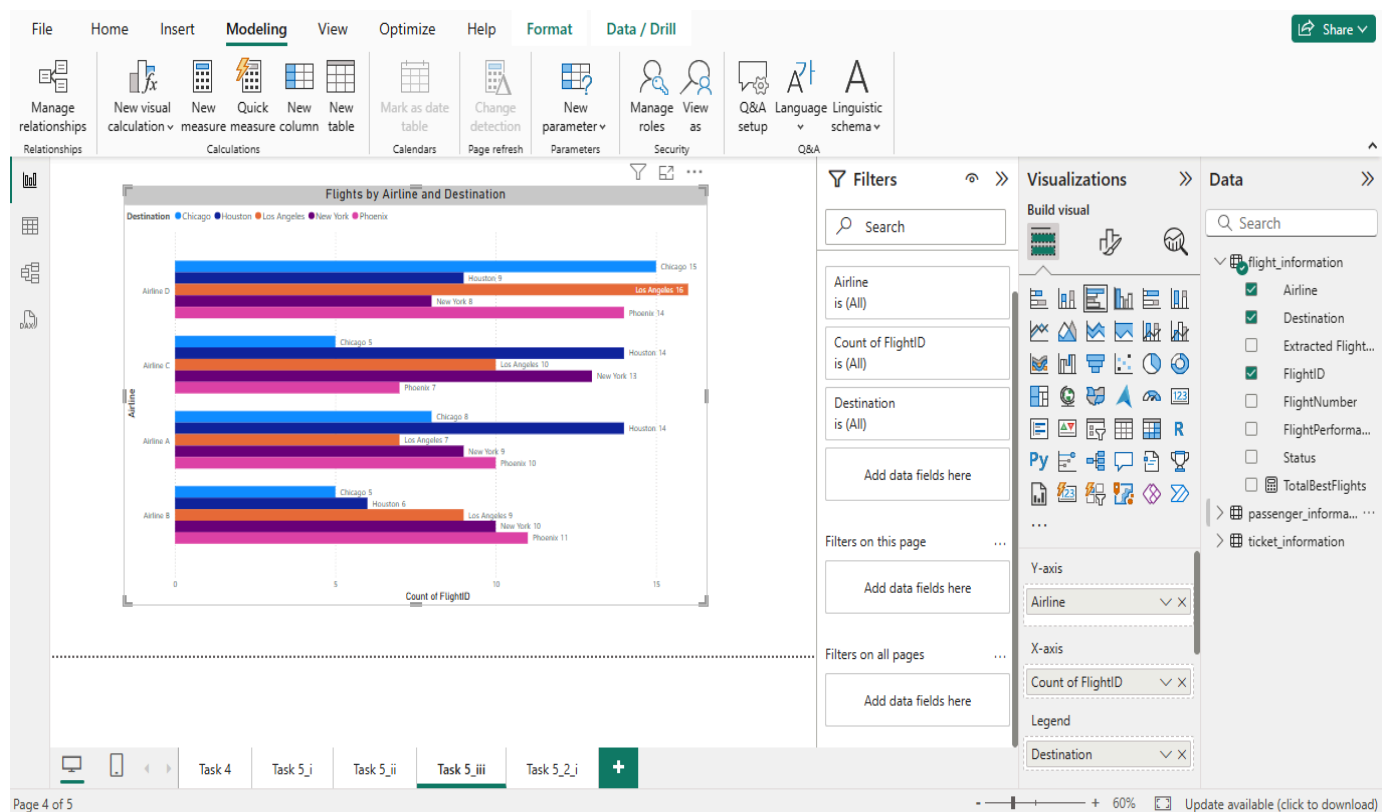 File Home Insert Modeling View Optimize Help Format Data / Drill Share
Manage relationships
New visual calculation
New measure
Quick measure
New column
New table
Mark as date table
Change detection
New parameter
Manage roles
View as
Q&A setup
Language
Linguistic schema
Relationships Calculations Calendars Page refresh Parameters Security Q&A
Flights by Airline and Destination
Destination Chicago Houston Los Angeles New York Phoenix
Airline
Airline D
Chicago 15
Houston 9
Los Angeles 16
New York 8
Phoenix 14
Airline C
Chicago 5
Houston 14
Los Angeles 10
New York 13
Phoenix 7
Airline A
Chicago 8
Houston 14
Los Angeles 7
New York 9
Phoenix 10
Airline B
Chicago 5
Houston 6
Los Angeles 9
New York 10
Phoenix 11
0 5 10 15
Count of FlightID
DAX
Filters
Search
Airline
is (All)
Count of FlightID
is (All)
Destination
is (All)
Add data fields here
Filters on this page ...
Add data fields here
Filters on all pages ...
Add data fields here
Visualizations
Build visual
123
R
Py
123
...
Y-axis
Airline
X-axis
Count of FlightID
Legend
Destination
Data
Search
flight_information
Airline
Destination
Extracted Flight...
FlightID
FlightNumber
FlightPerforma...
Status
TotalBestFlights
passenger_informa... ...
ticket_information
Task 4 Task 5_i Task 5_ii Task 5_iii Task 5_2_i +
Page 4 of 5 - + 60% Update available (click to download)